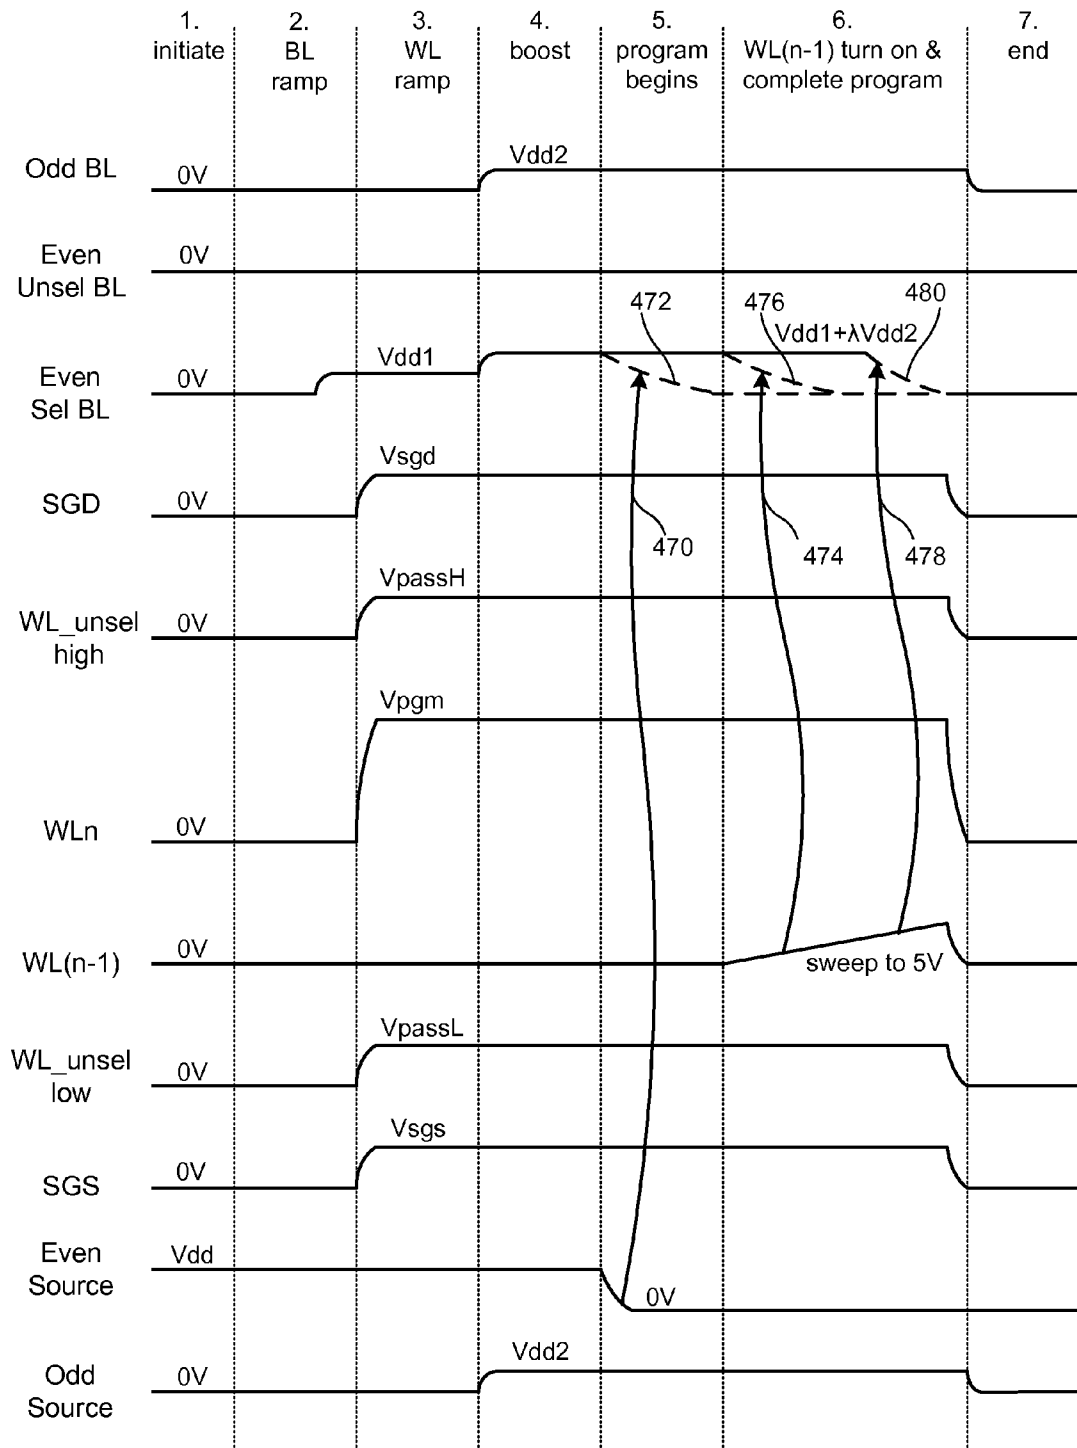 1.
initiate
2.
BL
ramp
3.
WL
ramp
4.
boost
5.
program
begins
6.
WL(n-1) turn on &
complete program
7.
end
Odd BL
0V
Vdd2
Even
Unsel BL
0V
Even
Sel BL
0V
Vdd1
472
476
480
Vdd1+λVdd2
SGD
0V
Vsgd
470
474
478
WL_unsel
high
0V
VpassH
WLn
0V
Vpgm
WL(n-1)
0V
sweep to 5V
WL_unsel
low
0V
VpassL
SGS
0V
Vsgs
Even
Source
Vdd
0V
Odd
Source
0V
Vdd2